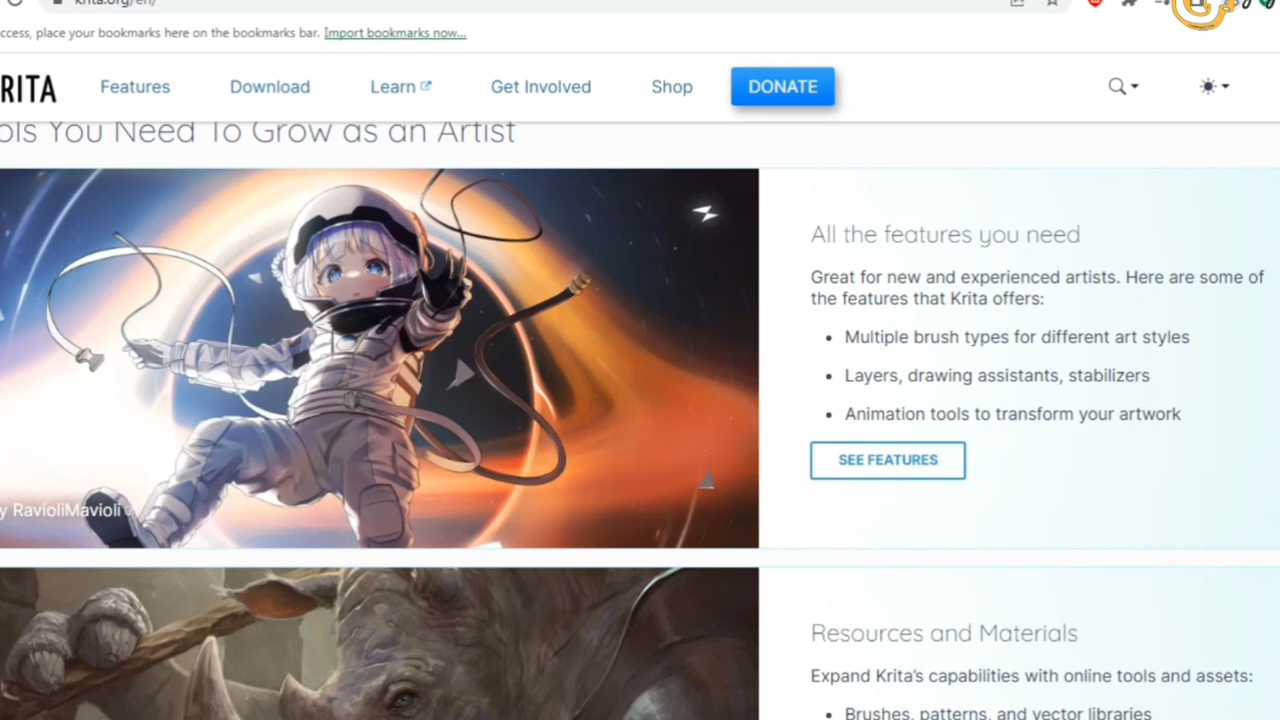 krita.org/en/
ccess, place your bookmarks here on the bookmarks bar. Import bookmarks now...
RITA
Features
Download
Learn
Get Involved
Shop
DONATE
ols You Need To Grow as an Artist
All the features you need
Great for new and experienced artists. Here are some of
the features that Krita offers:
• Multiple brush types for different art styles
• Layers, drawing assistants, stabilizers
• Animation tools to transform your artwork
SEE FEATURES
y RavioliMavioli
Resources and Materials
Expand Krita's capabilities with online tools and assets:
• Brushes, patterns, and vector libraries